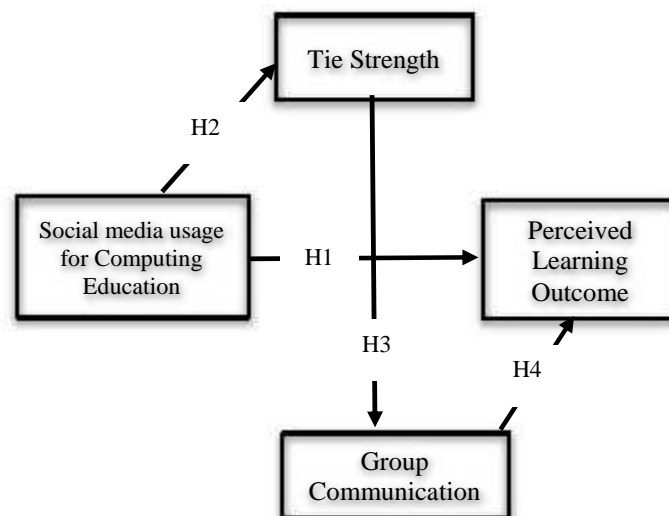 Tie Strength
H2
Social media usage
for Computing
Education
H1
Perceived
Learning
Outcome
H3
H4
Group
Communication